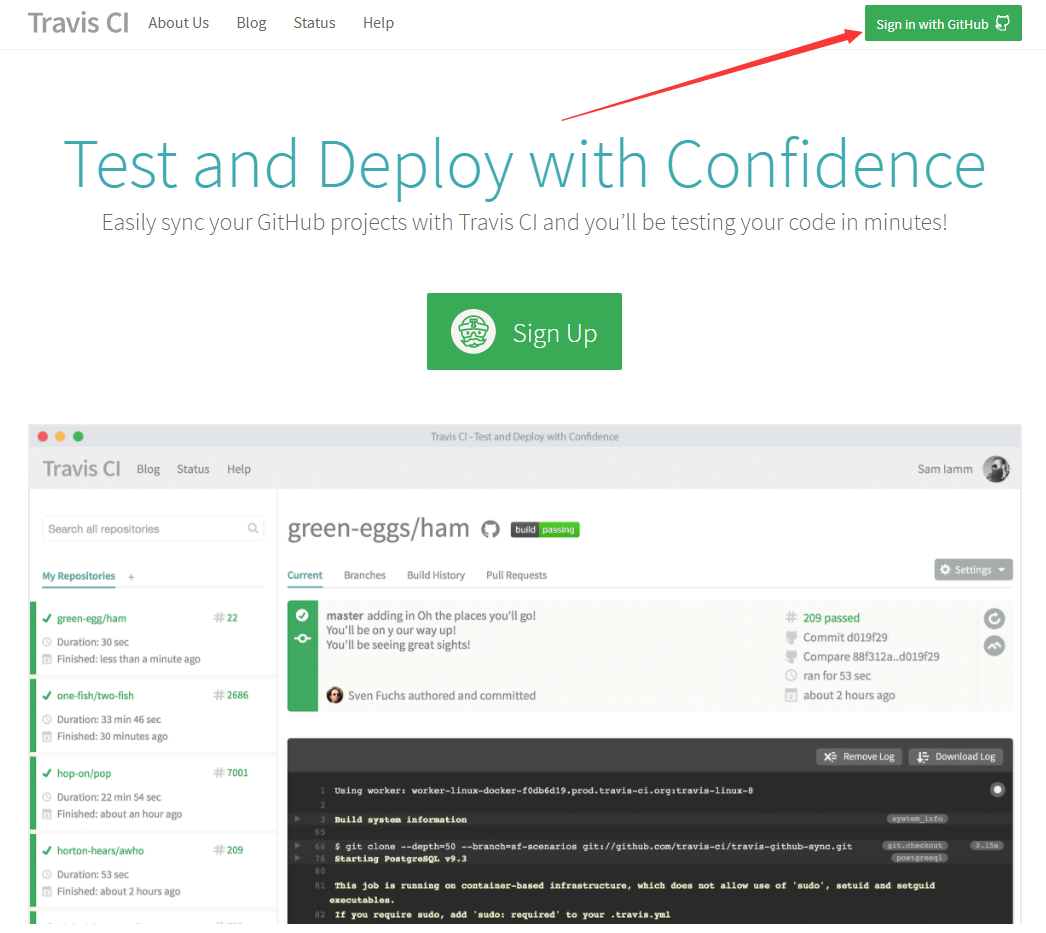 Travis CI About Us Blog Status Help Sign in with GitHub
Test and Deploy with Confidence
Easily sync your GitHub projects with Travis CI and you’ll be testing your code in minutes!
Sign Up
Travis CI - Test and Deploy with Confidence
Travis CI Blog Status Help Sam Iamm
Search all repositories
My Repositories +
green-egg/ham #22
Duration: 30 sec
Finished: less than a minute ago
one-fish/two-fish #2686
Duration: 33 min 46 sec
Finished: 30 minutes ago
hop-on/pop #7001
Duration: 22 min 54 sec
Finished: about an hour ago
horton-hears/awho #209
Duration: 53 sec
Finished: about 2 hours ago
green-eggs/ham build passing
Current Branches Build History Pull Requests Settings
master adding in Oh the places you'll go!
You'll be on y our way up!
You'll be seeing great sights!
Sven Fuchs authored and committed
# 209 passed
Commit d019f29
Compare 88f312a..d019f29
ran for 53 sec
about 2 hours ago
Remove Log Download Log
1 Using worker: worker-linux-docker-f0db6d19.prod.travis-ci.org:travis-linux-8
2
3 Build system information system_info
65
66 $ git clone --depth=50 --branch=sf-scenarios git://github.com/travis-ci/travis-github-sync.git git.checkout 0.15s
76 Starting PostgreSQL v9.3 postgresql
80
81 This job is running on container-based infrastructure, which does not allow use of 'sudo', setuid and setguid
executables.
82 If you require sudo, add 'sudo: required' to your .travis.yml